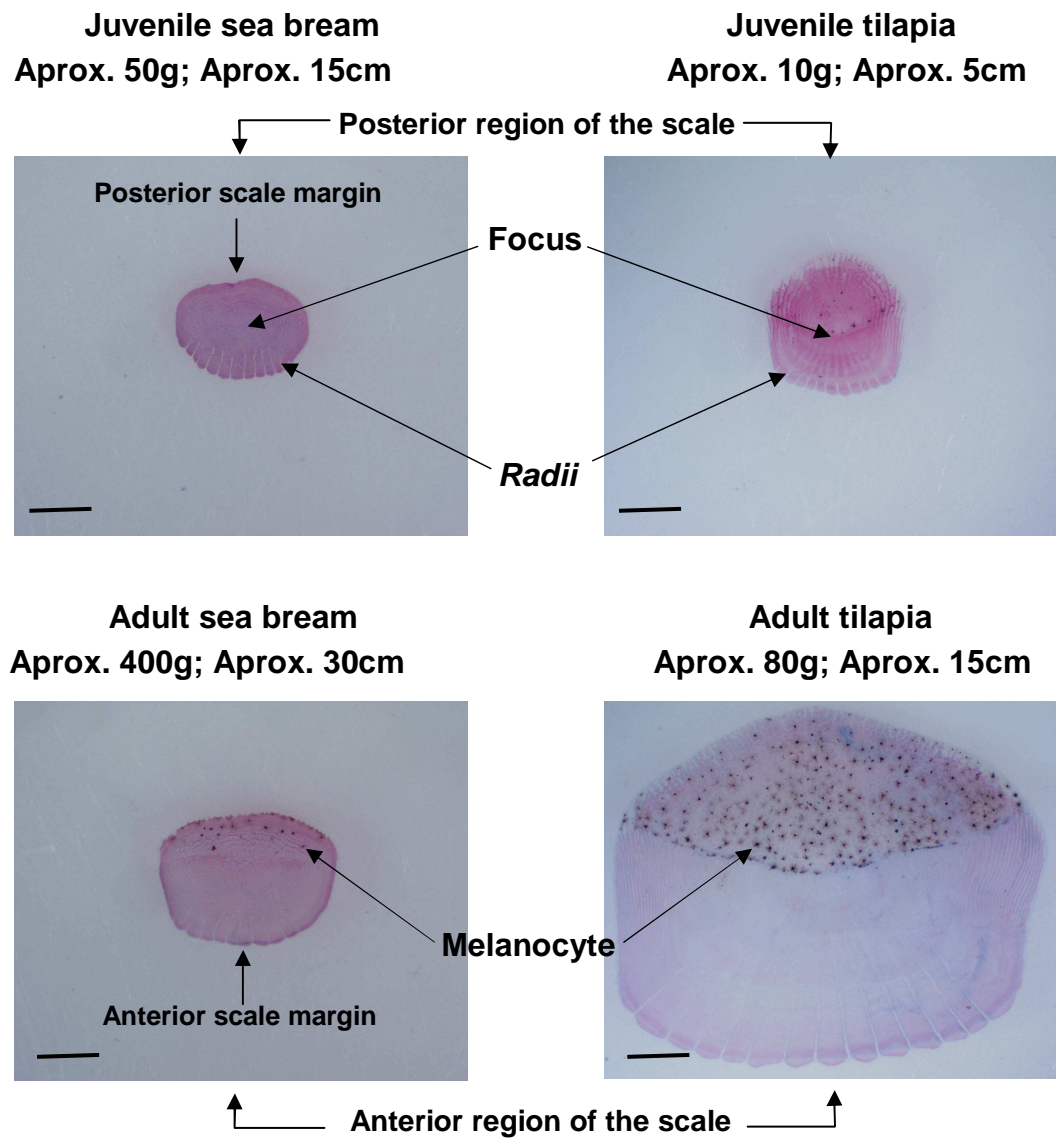 Juvenile sea bream
Aprox. 50g; Aprox. 15cm
Juvenile tilapia
Aprox. 10g; Aprox. 5cm
Posterior region of the scale
Posterior scale margin
Focus
Radii
Adult sea bream
Aprox. 400g; Aprox. 30cm
Adult tilapia
Aprox. 80g; Aprox. 15cm
Melanocyte
Anterior scale margin
Anterior region of the scale